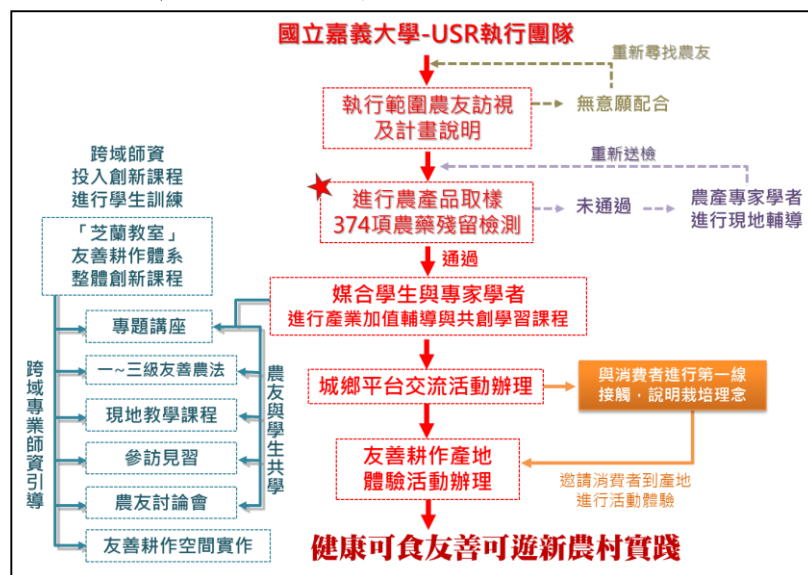 國立嘉義大學-USR執行團隊
重新尋找農友
執行範圍農友訪視
及計畫說明
無意願配合
跨域師資
投入創新課程
進行學生訓練
重新送檢
進行農產品取樣
374項農藥殘留檢測
未通過
農產專家學者
進行現地輔導
「芝蘭教室」
友善耕作體系
整體創新課程
通過
媒合學生與專家學者
進行產業加值輔導與共創學習課程
專題講座
一~三級友善農法
現地教學課程
參訪見習
農友討論會
友善耕作空間實作
跨域專業師資引導
農友與學生共學
城鄉平台交流活動辦理
與消費者進行第一線
接觸，說明栽培理念
友善耕作產地
體驗活動辦理
邀請消費者到產地
進行活動體驗
健康可食友善可遊新農村實踐